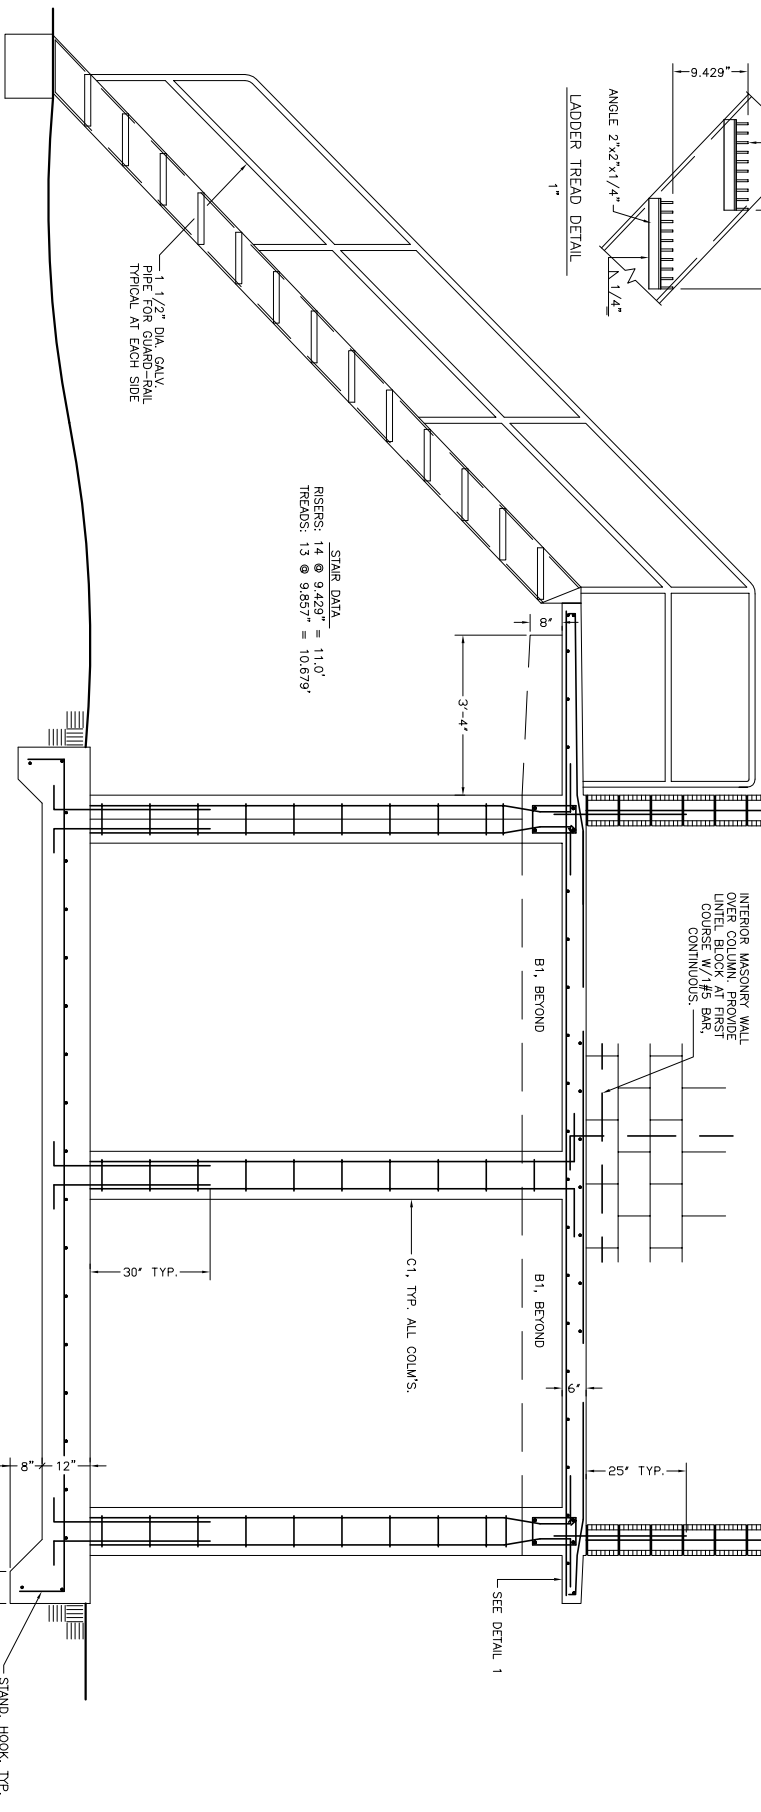 9.429"
ANGLE 2"x2"x1/4"
1/4"
LADDER TREAD DETAIL
1"
1 1/2" DIA. GALV.
PIPE FOR GUARD-RAIL
TYPICAL AT EACH SIDE
STAIR DATA
RISERS: 14 @ 9.429" = 11.0'
TREADS: 13 @ 9.857" = 10.679'
8"
3'-4"
INTERIOR MASONRY WALL
OVER COLUMN. PROVIDE
LINTEL BLOCK AT FIRST
COURSE W/1#5 BAR,
CONTINUOUS.
B1, BEYOND
30" TYP.
C1, TYP. ALL COLM'S.
B1, BEYOND
6"
25" TYP.
8"
12"
SEE DETAIL 1
STAND. HOOK, TYP.